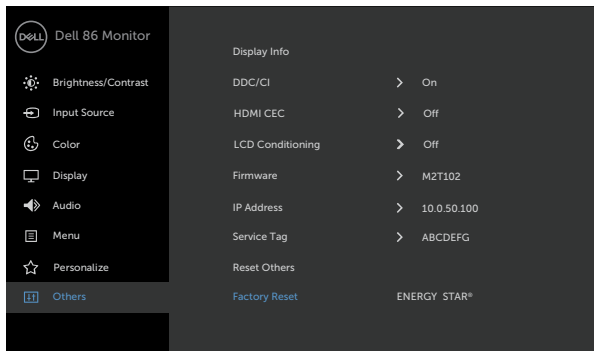 DELL Dell 86 Monitor
Display Info
Brightness/Contrast DDC/CI On
Input Source HDMI CEC Off
Color LCD Conditioning Off
Display Firmware M2T102
Audio IP Address 10.0.50.100
Menu Service Tag ABCDEFG
Personalize Reset Others
Others Factory Reset ENERGY STAR®